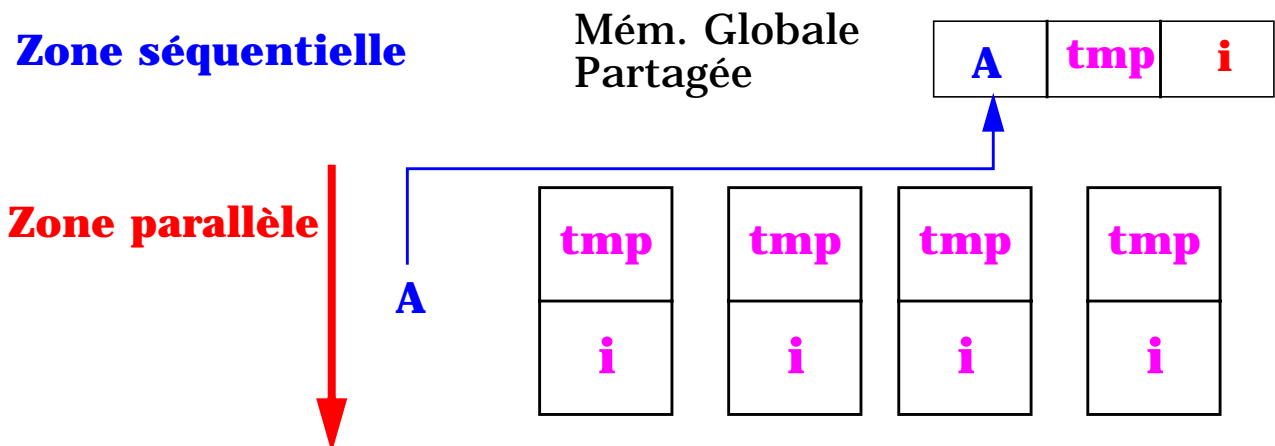 Zone séquentielle
Mém. Globale
Partagée
A tmp i
Zone parallèle
A
tmp tmp tmp tmp
i i i i